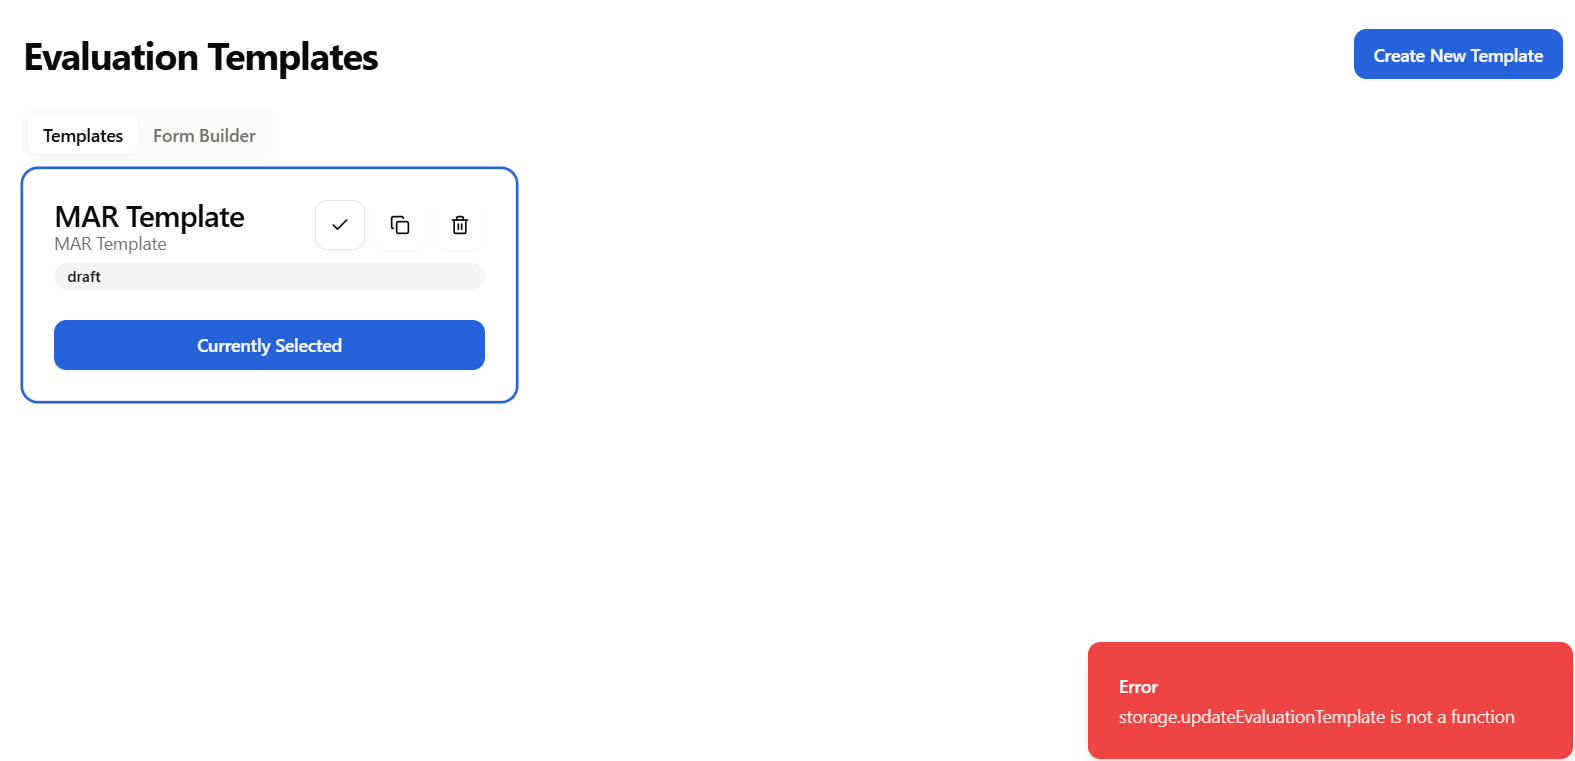 Evaluation Templates
Create New Template
Templates
Form Builder
MAR Template
MAR Template
draft
Currently Selected
Error
storage.updateEvaluationTemplate is not a function